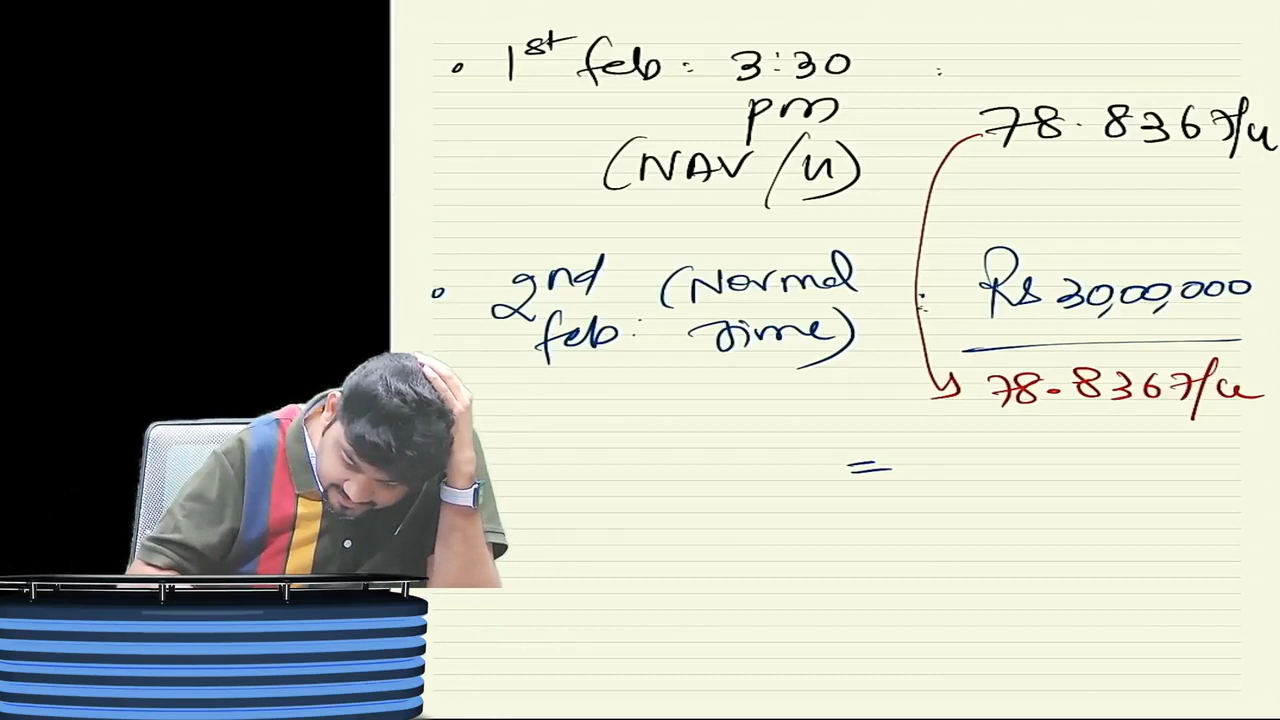 • 1st feb : 3:30 pm :
(NAV/u)
78.8367/u
• 2nd feb : (Normal Time) : Rs 30,00,000
78.8367/u
=